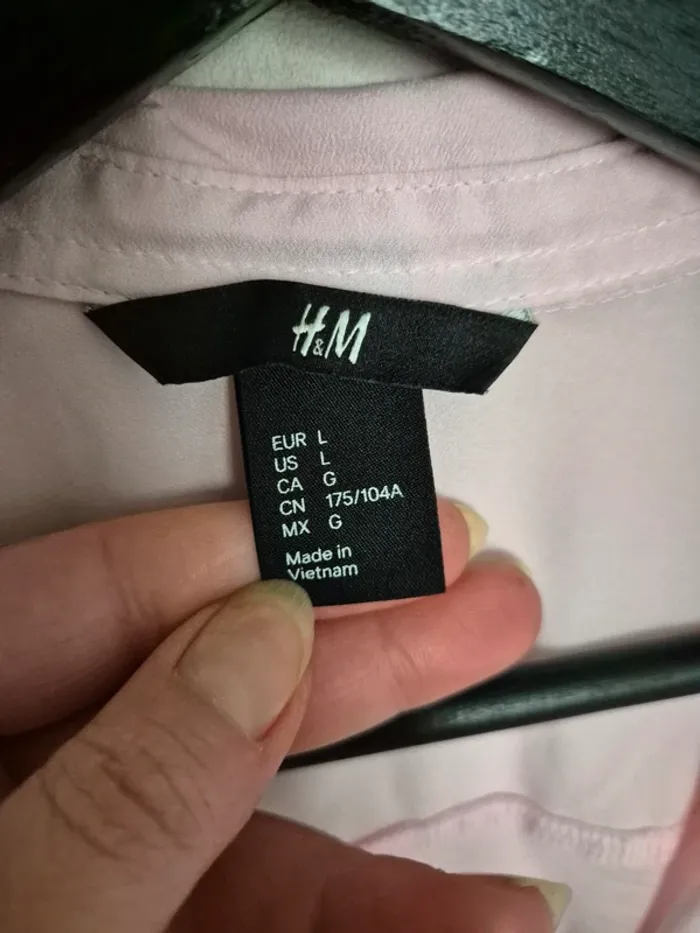 H&M
EUR L
US L
CA G
CN 175/104A
MX G
Made in
Vietnam